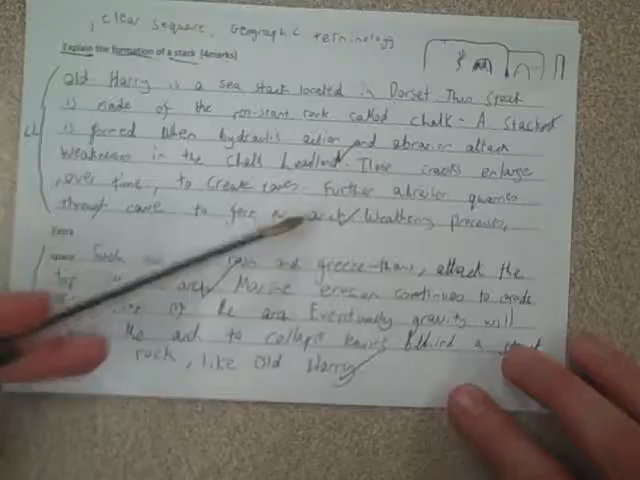 , clear sequence, Geographic terminology
Explain the formation of a stack [4marks]
Old Harry is a sea stack located in Dorset This stack
is made of the rock called chalk - A stack
is formed when hydraulic action and abrasion attack
weaknesses in the chalk headland. These cracks enlarge
, over time, to create caves. Further abrasion
through cave to form arch Weathering processes,
Extra
space
rain and freeze-thaw, attack the
top arch Marine erosion continues to erode
of the arch Eventually gravity will
the arch to collapse leaving behind a
rock, like Old Harry